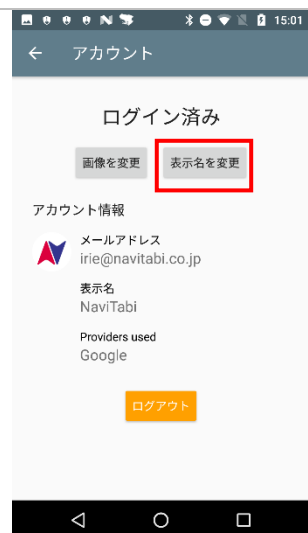 15:01
アカウント
ログイン済み
画像を変更 表示名を変更
アカウント情報
メールアドレス
irie@navitabi.co.jp
表示名
NaviTabi
Providers used
Google
ログアウト